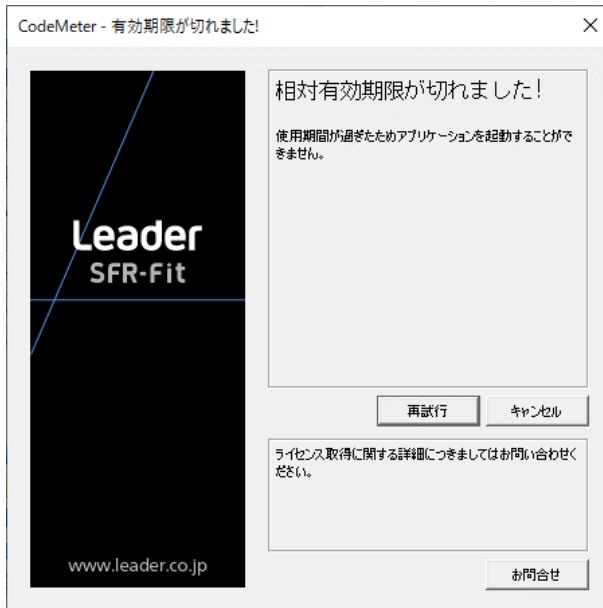 CodeMeter - 有効期限が切れました!
Leader
SFR-Fit
www.leader.co.jp
相対有効期限が切れました!
使用期間が過ぎたためアプリケーションを起動することがで
きません。
再試行
キャンセル
ライセンス取得に関する詳細につきましてはお問い合わせく
ださい。
お問合せ